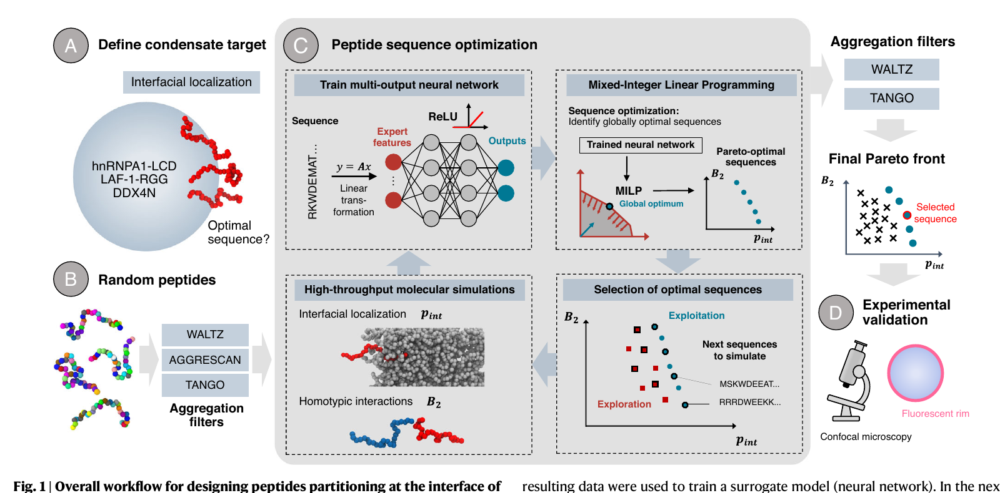 A
Define condensate target
Interfacial localization
hnRNPA1-LCD
LAF-1-RGG
DDX4N
Optimal
sequence?
B
Random peptides
WALTZ
AGGRESCAN
TANGO
Aggregation
filters
C
Peptide sequence optimization
Train multi-output neural network
Sequence
RKWDEMAT...
y = Ax
Linear
trans-
formation
Expert
features
ReLU
Outputs
Mixed-Integer Linear Programming
Sequence optimization:
Identify globally optimal sequences
Trained neural network
MILP
Global optimum
Pareto-optimal
sequences
B2
pint
High-throughput molecular simulations
Interfacial localization pint
Homotypic interactions B2
Selection of optimal sequences
B2
Exploitation
Next sequences
to simulate
MSKWDEEAT...
RRRDWEEKK...
Exploration
pint
Aggregation filters
WALTZ
TANGO
Final Pareto front
B2
Selected
sequence
pint
D
Experimental
validation
Fluorescent rim
Confocal microscopy
Fig. 1 | Overall workflow for designing peptides partitioning at the interface of
resulting data were used to train a surrogate model (neural network). In the nex